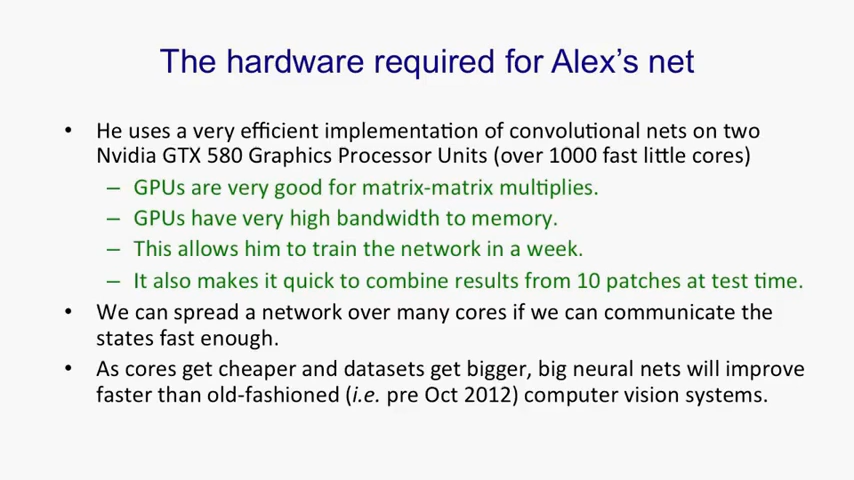 The hardware required for Alex's net
• He uses a very efficient implementation of convolutional nets on two
Nvidia GTX 580 Graphics Processor Units (over 1000 fast little cores)
– GPUs are very good for matrix-matrix multiplies.
– GPUs have very high bandwidth to memory.
– This allows him to train the network in a week.
– It also makes it quick to combine results from 10 patches at test time.
• We can spread a network over many cores if we can communicate the
states fast enough.
• As cores get cheaper and datasets get bigger, big neural nets will improve
faster than old-fashioned (i.e. pre Oct 2012) computer vision systems.